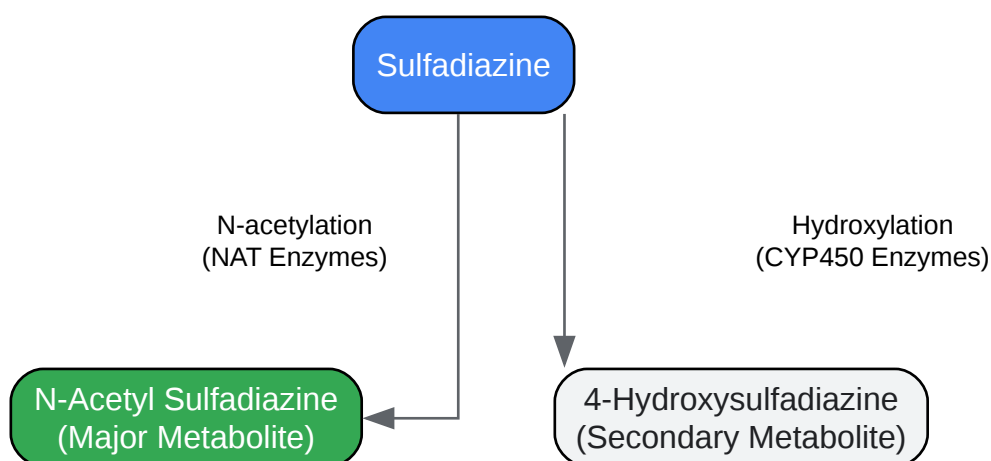 Sulfadiazine
N-acetylation
(NAT Enzymes)
Hydroxylation
(CYP450 Enzymes)
N-Acetyl Sulfadiazine
(Major Metabolite)
4-Hydroxysulfadiazine
(Secondary Metabolite)